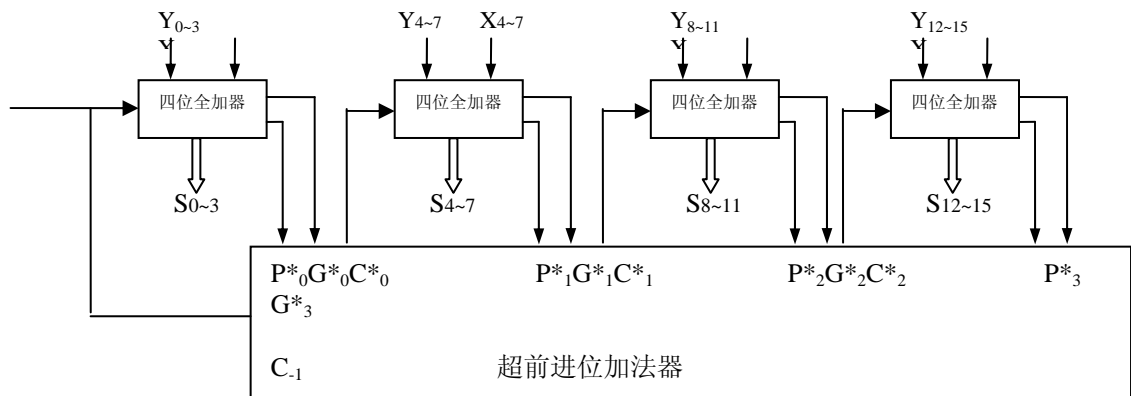 Y0~3 Y4~7 X4~7 Y8~11 Y12~15
四位全加器 四位全加器 四位全加器 四位全加器
S0~3 S4~7 S8~11 S12~15
P*0G*0C*0 P*1G*1C*1 P*2G*2C*2 P*3
G*3
C-1 超前进位加法器